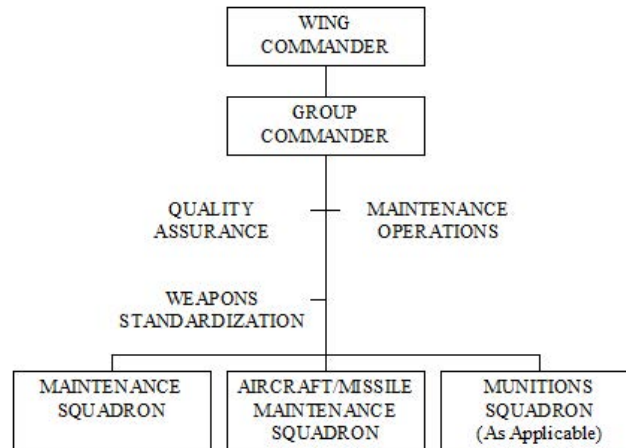 WING
COMMANDER
GROUP
COMMANDER
QUALITY
ASSURANCE
MAINTENANCE
OPERATIONS
WEAPONS
STANDARDIZATION
MAINTENANCE
SQUADRON
AIRCRAFT/MISSILE
MAINTENANCE
SQUADRON
MUNITIONS
SQUADRON
(As Applicable)